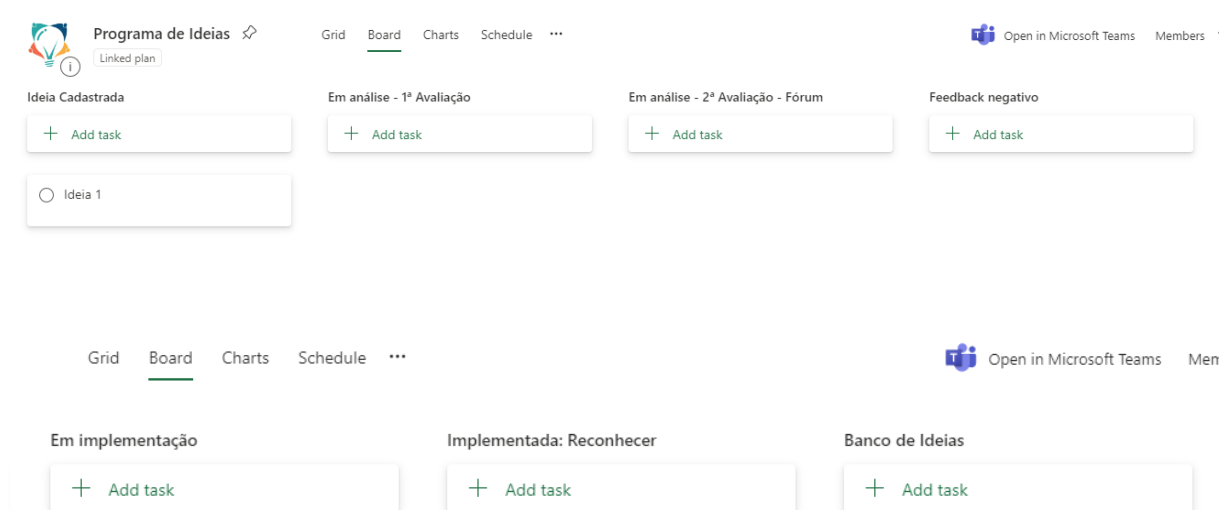 Programa de Ideias
Grid Board Charts Schedule ...
Open in Microsoft Teams Members
Linked plan
Ideia Cadastrada
Em análise - 1ª Avaliação
Em análise - 2ª Avaliação - Fórum
Feedback negativo
+ Add task
+ Add task
+ Add task
+ Add task
Ideia 1
Grid Board Charts Schedule ...
Open in Microsoft Teams Mem
Em implementação
Implementada: Reconhecer
Banco de Ideias
+ Add task
+ Add task
+ Add task